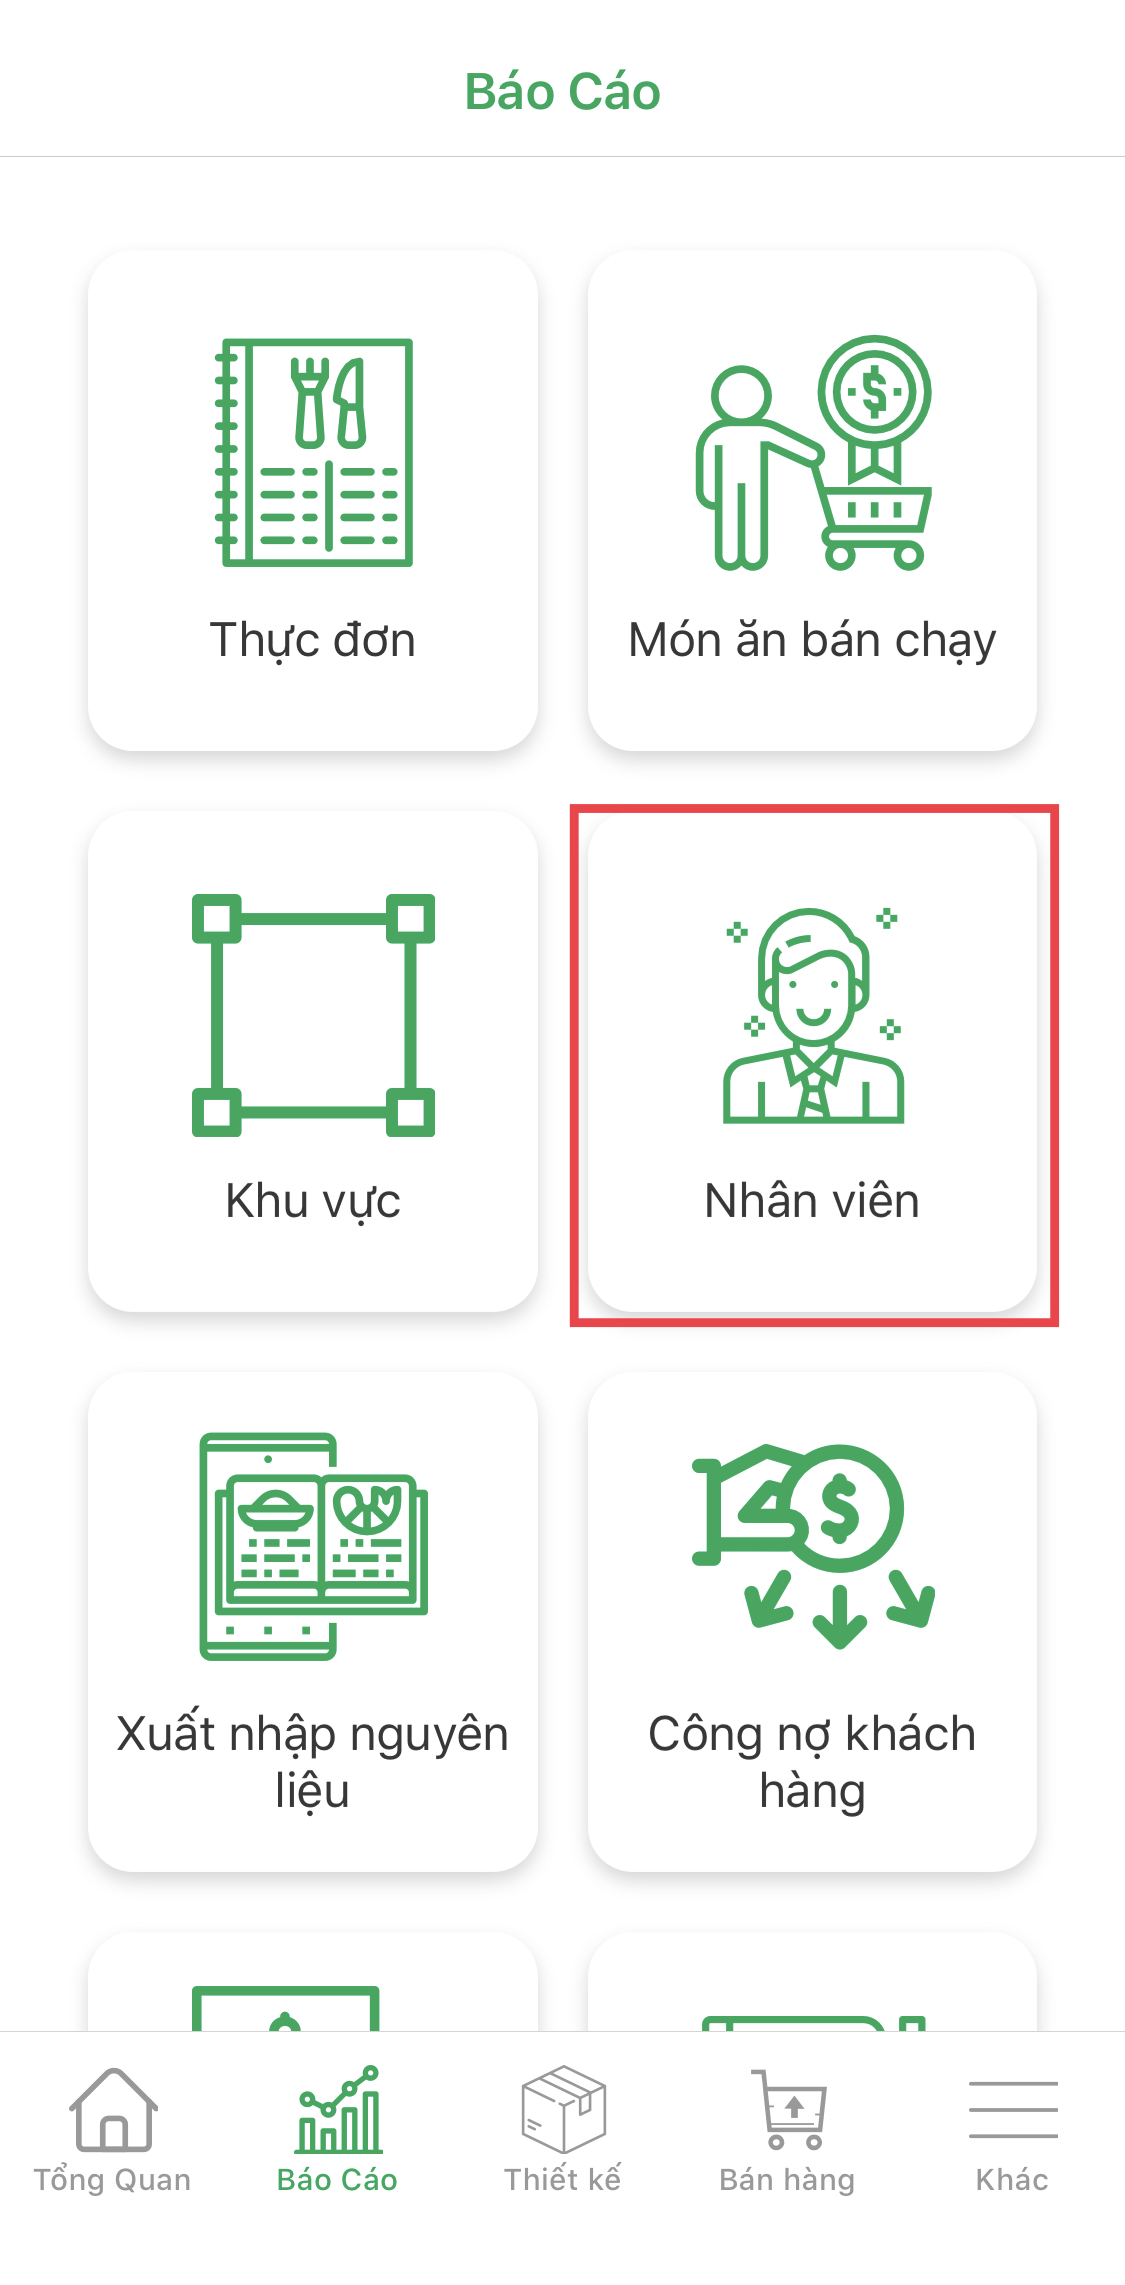 Báo Cáo
Thực đơn
Món ăn bán chạy
Khu vực
Nhân viên
Xuất nhập nguyên
liệu
Công nợ khách
hàng
Tổng Quan
Báo Cáo
Thiết kế
Bán hàng
Khác